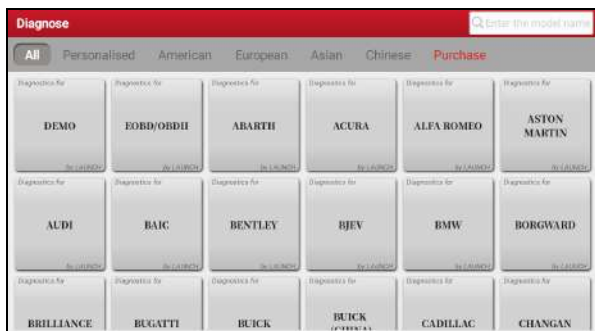 Diagnose
Enter the model name
All Personalised American European Asian Chinese Purchase
Diagnostics for Diagnostics for Diagnostics for Diagnostics for Diagnostics for Diagnostics for
DEMO EOBD/OBDII ABARTH ACURA ALFA ROMEO ASTON
MARTIN
By LAUNCH By LAUNCH By LAUNCH By LAUNCH By LAUNCH By LAUNCH
Diagnostics for Diagnostics for Diagnostics for Diagnostics for Diagnostics for Diagnostics for
AUDI BAIC BENTLEY BJEV BMW BORGWARD
By LAUNCH By LAUNCH By LAUNCH By LAUNCH By LAUNCH By LAUNCH
Diagnostics for Diagnostics for Diagnostics for Diagnostics for Diagnostics for Diagnostics for
BRILLIANCE BUGATTI BUICK BUICK CADILLAC CHANGAN
(CHINA)